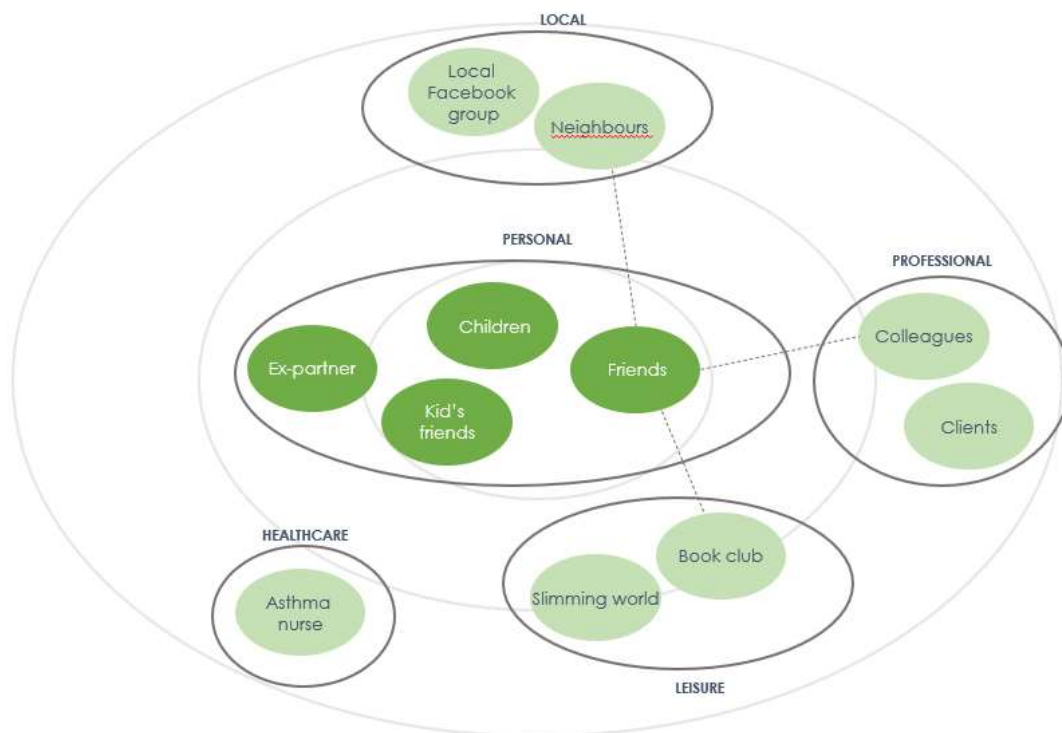 LOCAL
Local
Facebook
group
Neighbours
PERSONAL
PROFESSIONAL
Children
Colleagues
Ex-partner
Friends
Kid's
friends
Clients
HEALTHCARE
Book club
Asthma
nurse
Slimming world
LEISURE